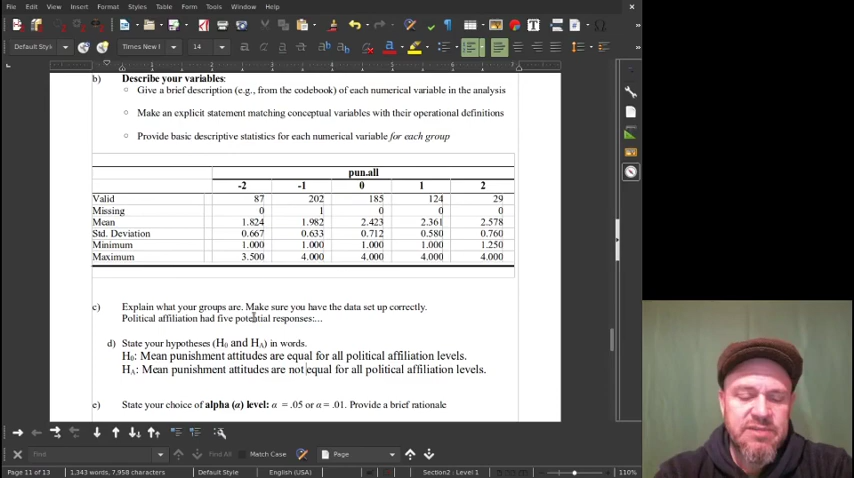 File Edit View Insert Format Styles Table Form Tools Window Help
Default Style Times New R 14
b) Describe your variables:
○ Give a brief description (e.g., from the codebook) of each numerical variable in the analysis
○ Make an explicit statement matching conceptual variables with their operational definitions
○ Provide basic descriptive statistics for each numerical variable for each group
pun.all
-2 -1 0 1 2
Valid 87 202 185 124 29
Missing 0 1 0 0 0
Mean 1.824 1.982 2.423 2.361 2.578
Std. Deviation 0.667 0.633 0.712 0.580 0.760
Minimum 1.000 1.000 1.000 1.000 1.250
Maximum 3.500 4.000 4.000 4.000 4.000
c) Explain what your groups are. Make sure you have the data set up correctly.
Political affiliation had five potential responses:...
d) State your hypotheses (H0 and HA) in words.
H0: Mean punishment attitudes are equal for all political affiliation levels.
HA: Mean punishment attitudes are not equal for all political affiliation levels.
e) State your choice of alpha (α) level: α = .05 or α = .01. Provide a brief rationale
Find Find All Match Case Page
Page 11 of 13 1,343 words, 7,958 characters Default Style English (USA) Section2 : Level 1 110%